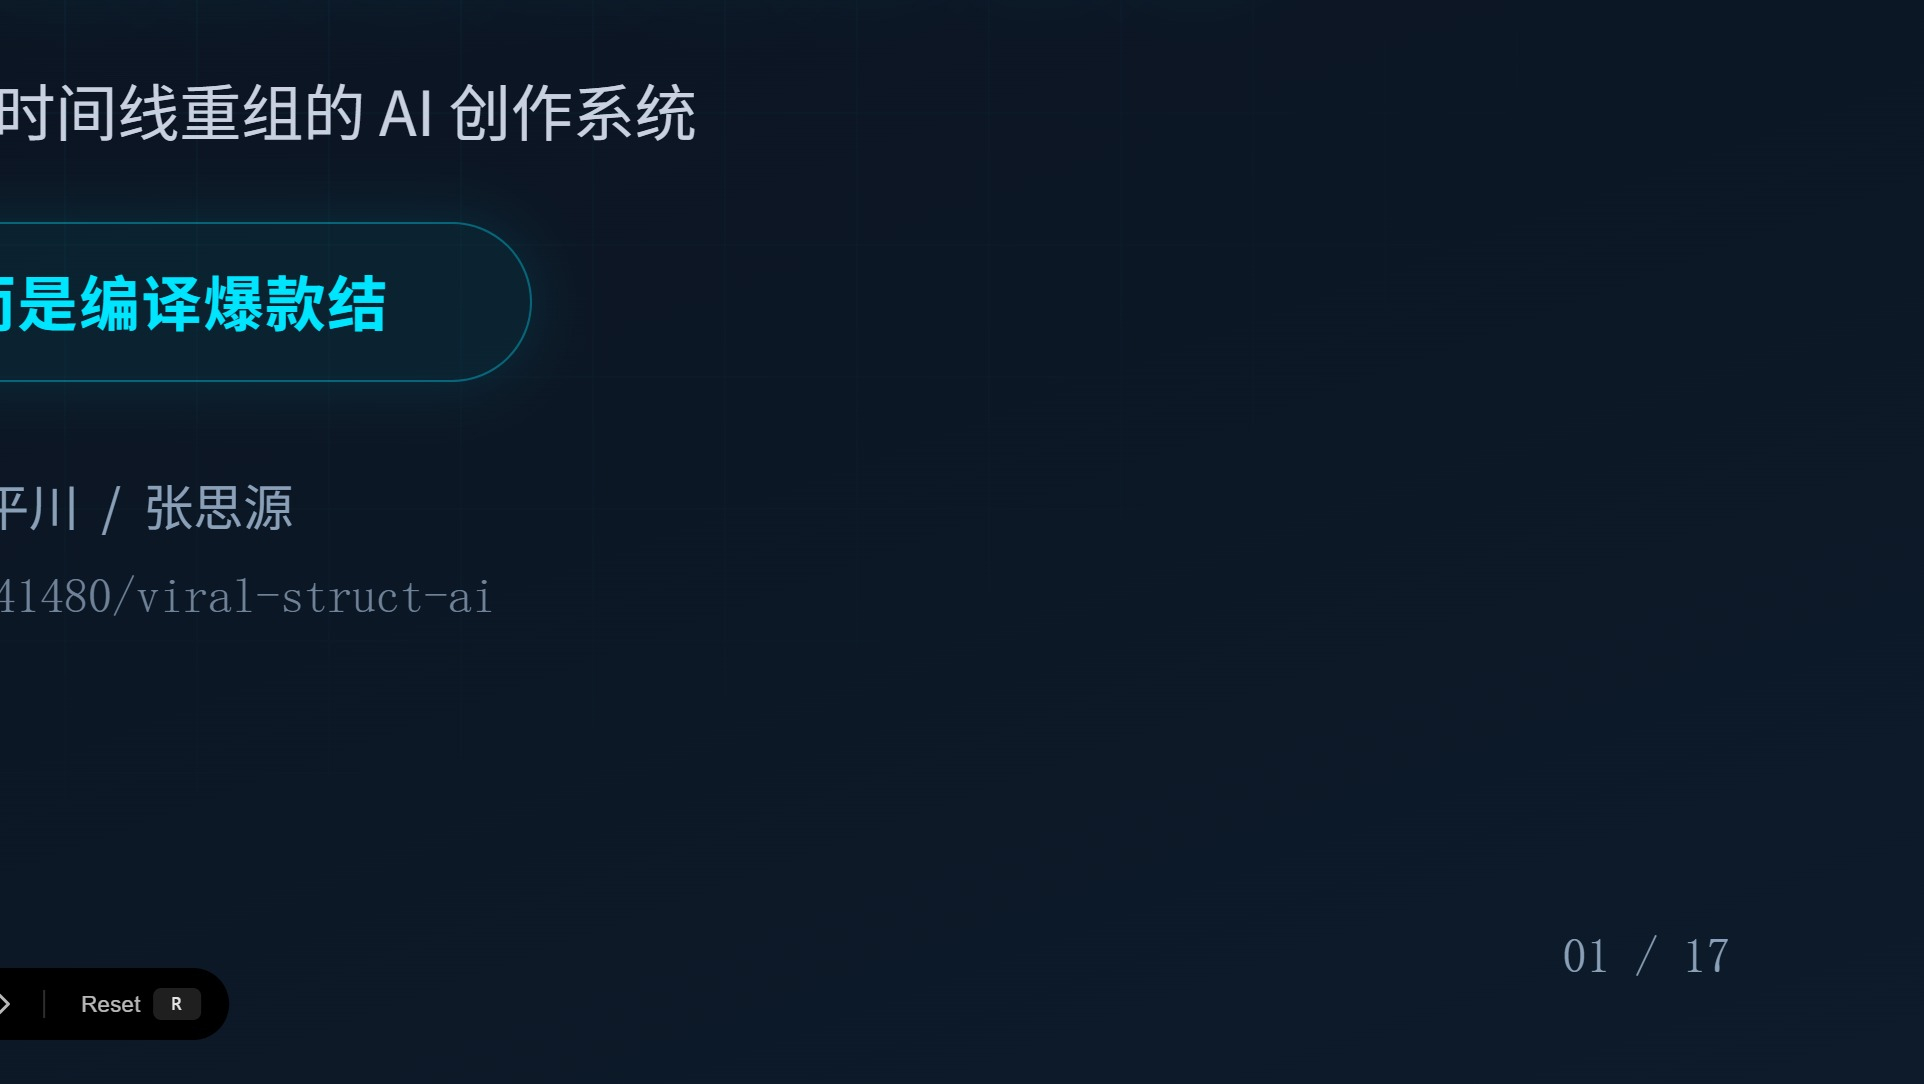 时间线重组的 AI 创作系统
而是编译爆款结
平川 / 张思源
41480/viral-struct-ai
01 / 17
Reset R